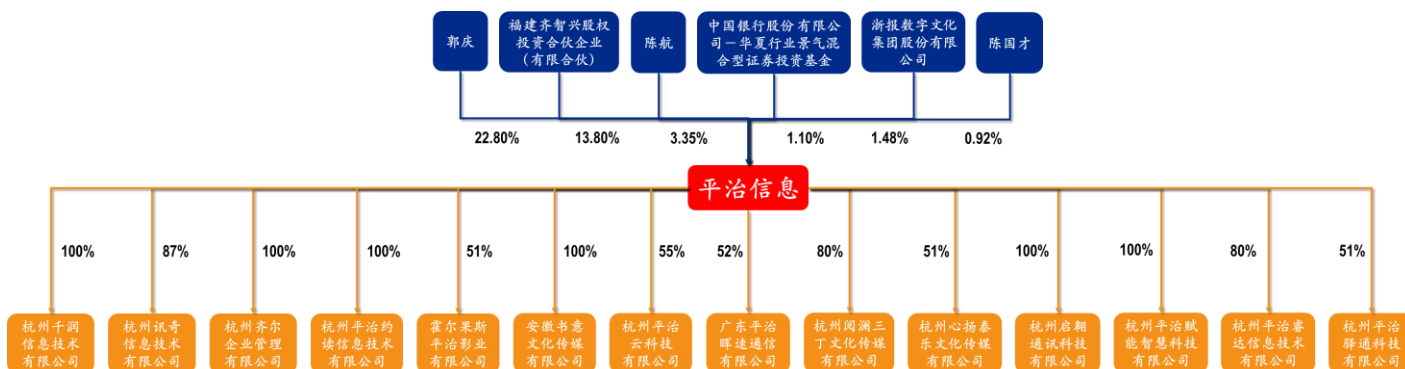 郭庆
福建齐智兴股权
投资合伙企业
(有限合伙)
陈航
中国银行股份有限公
司－华夏行业景气混
合型证券投资基金
浙报数字文化
集团股份有限
公司
陈国才
22.80%
13.80%
3.35%
1.10%
1.48%
0.92%
平治信息
100%
87%
100%
100%
51%
100%
55%
52%
80%
51%
100%
100%
80%
51%
杭州千润
信息技术
有限公司
杭州讯奇
信息技术
有限公司
杭州齐尔
企业管理
有限公司
杭州平治约
读信息技术
有限公司
霍尔果斯
平治影业
有限公司
安徽书意
文化传媒
有限公司
杭州平治
云科技
有限公司
广东平治
晖速通信
有限公司
杭州阅澜三
丁文化传媒
有限公司
杭州心扬泰
乐文化传媒
有限公司
杭州启翱
通讯科技
有限公司
杭州平治赋
能智慧科技
有限公司
杭州平治睿
达信息技术
有限公司
杭州平治
驿通科技
有限公司